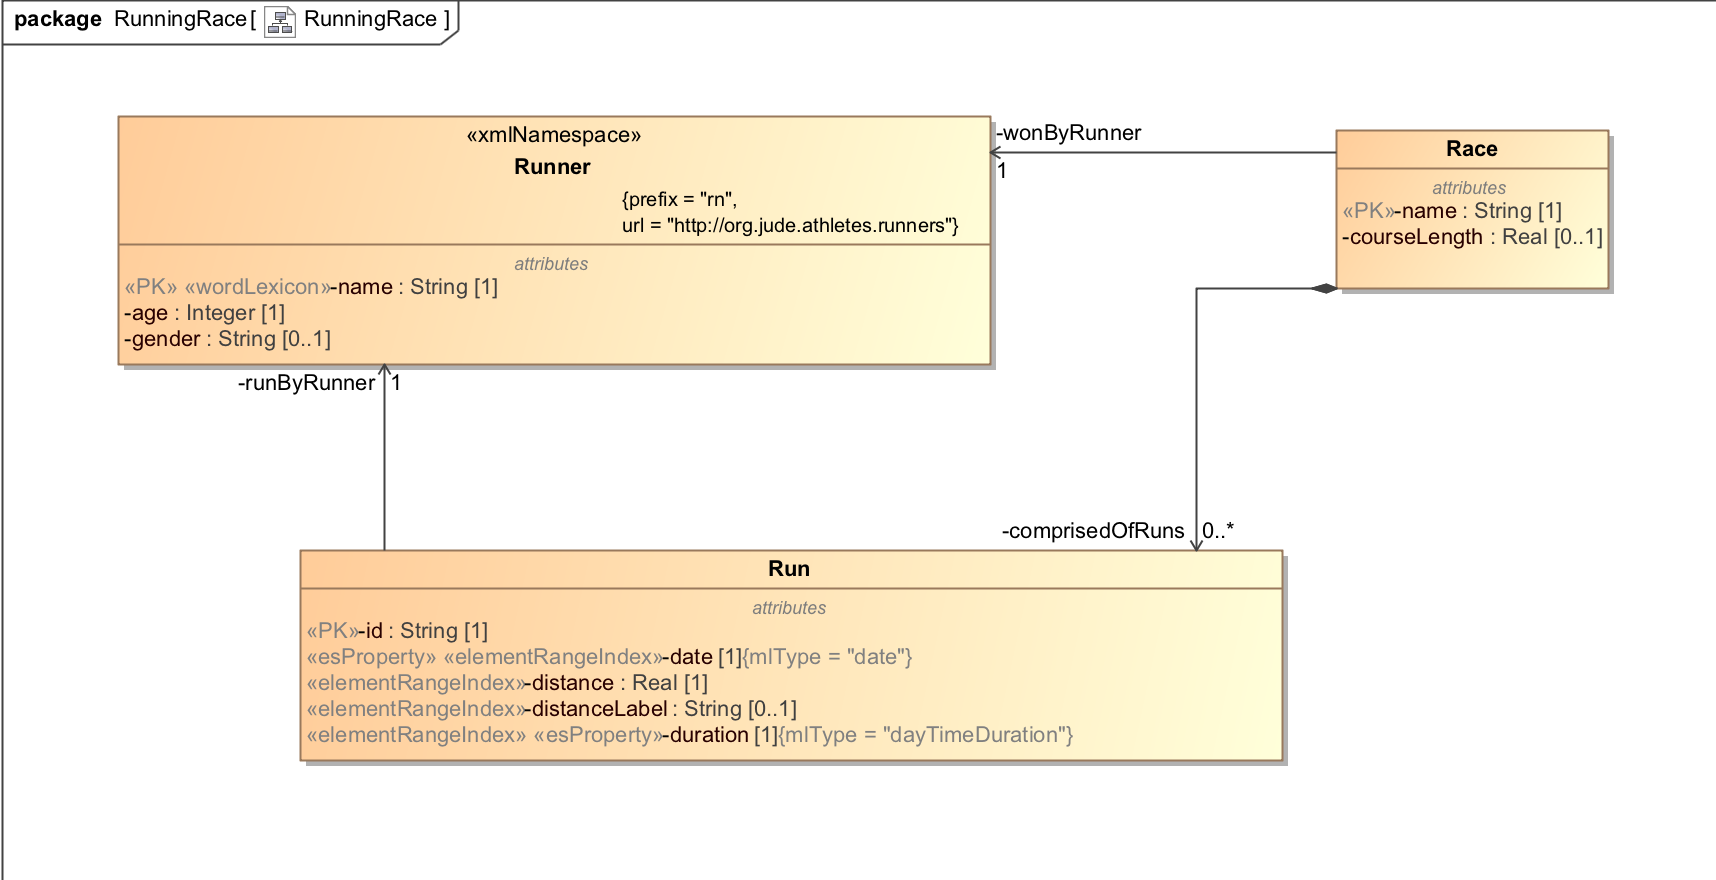 package RunningRace[ RunningRace ]
«xmlNamespace»
Runner
{prefix = "rn",
url = "http://org.jude.athletes.runners"}
attributes
«PK» «wordLexicon»-name : String [1]
-age : Integer [1]
-gender : String [0..1]
-wonByRunner
1
Race
attributes
«PK»-name : String [1]
-courseLength : Real [0..1]
-runByRunner 1
-comprisedOfRuns 0..*
Run
attributes
«PK»-id : String [1]
«esProperty» «elementRangeIndex»-date [1]{mlType = "date"}
«elementRangeIndex»-distance : Real [1]
«elementRangeIndex»-distanceLabel : String [0..1]
«elementRangeIndex» «esProperty»-duration [1]{mlType = "dayTimeDuration"}